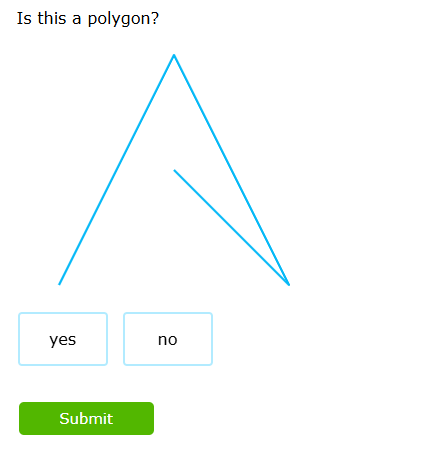 Is this a polygon?
yes
no
Submit